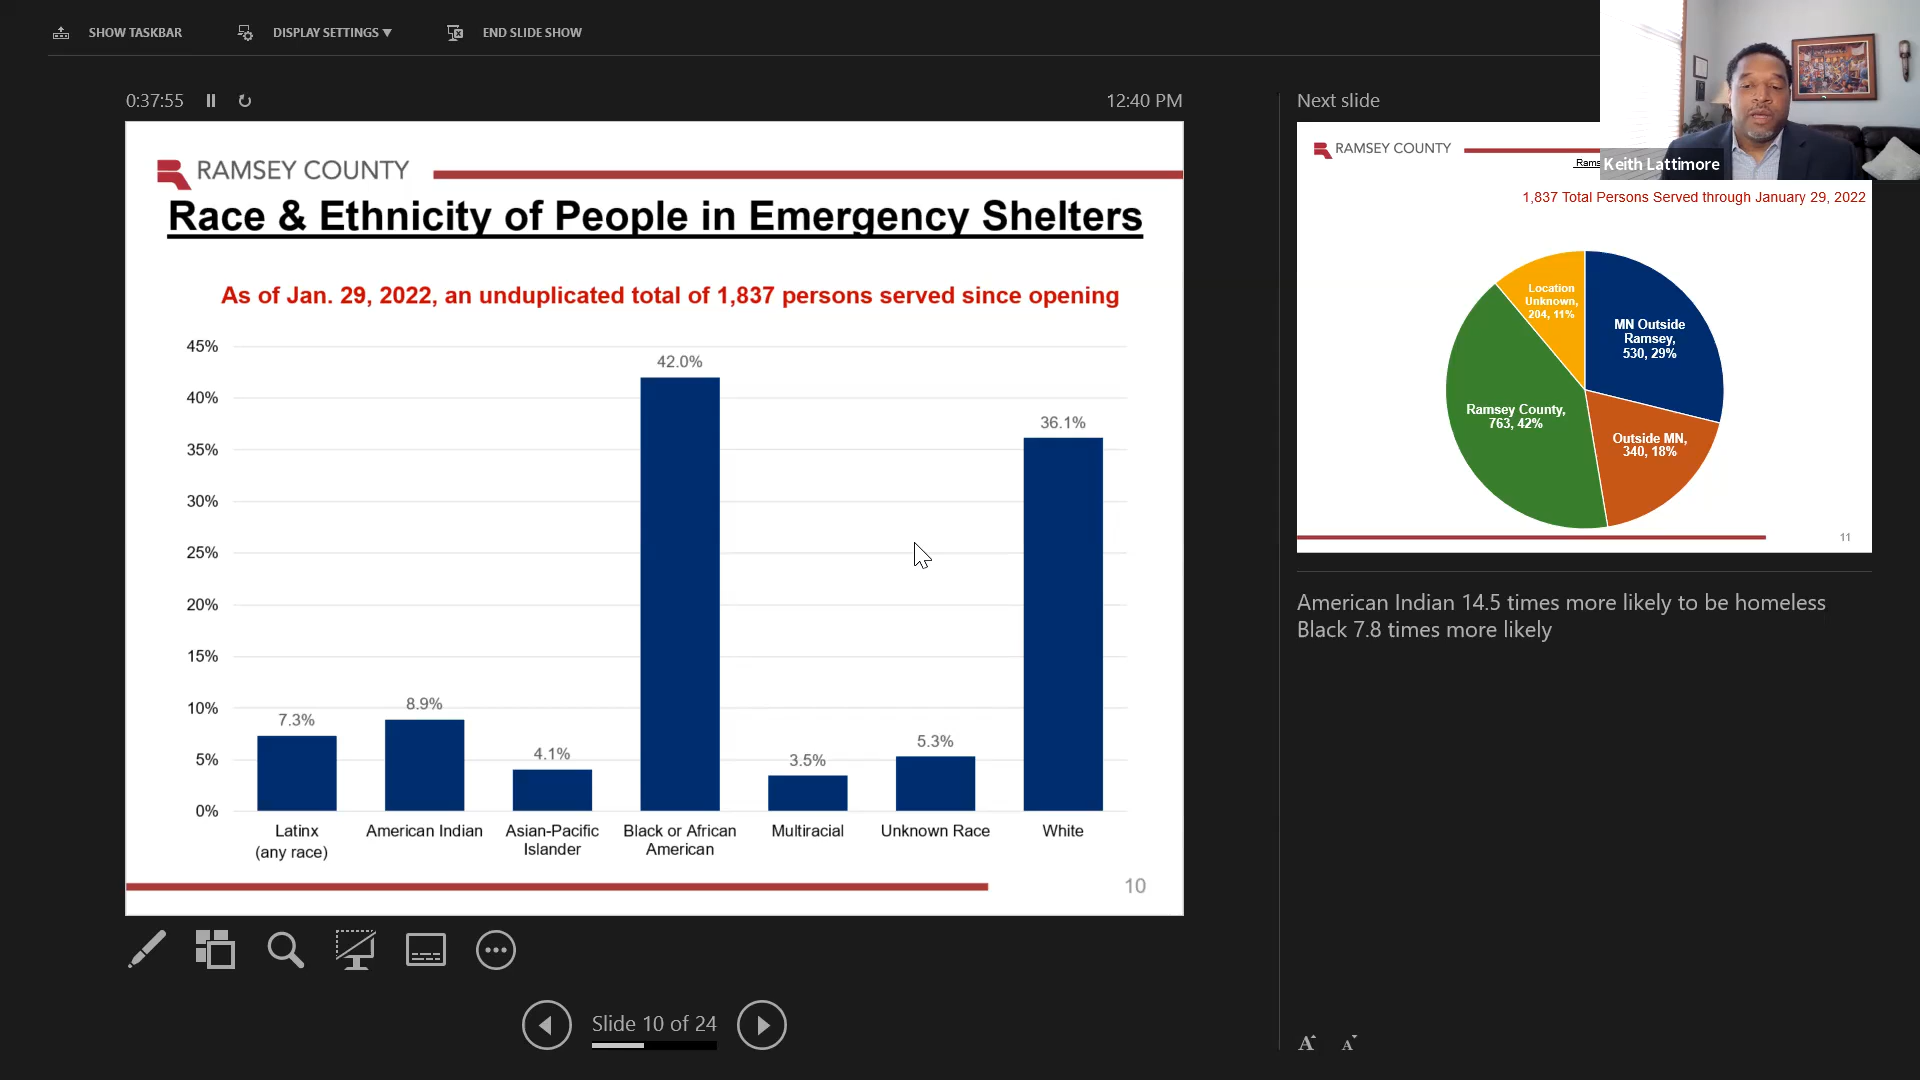 SHOW TASKBAR
DISPLAY SETTINGS ▼
END SLIDE SHOW
0:37:55
12:40 PM
RAMSEY COUNTY
Race & Ethnicity of People in Emergency Shelters
As of Jan. 29, 2022, an unduplicated total of 1,837 persons served since opening
45%
40%
35%
30%
25%
20%
15%
10%
5%
0%
7.3%
8.9%
4.1%
42.0%
3.5%
5.3%
36.1%
Latinx
(any race)
American Indian
Asian-Pacific
Islander
Black or African
American
Multiracial
Unknown Race
White
10
Slide 10 of 24
Next slide
Keith Lattimore
RAMSEY COUNTY
1,837 Total Persons Served through January 29, 2022
Location
Unknown,
204, 11%
MN Outside
Ramsey,
530, 29%
Ramsey County,
763, 42%
Outside MN,
340, 18%
11
American Indian 14.5 times more likely to be homeless
Black 7.8 times more likely
A
A